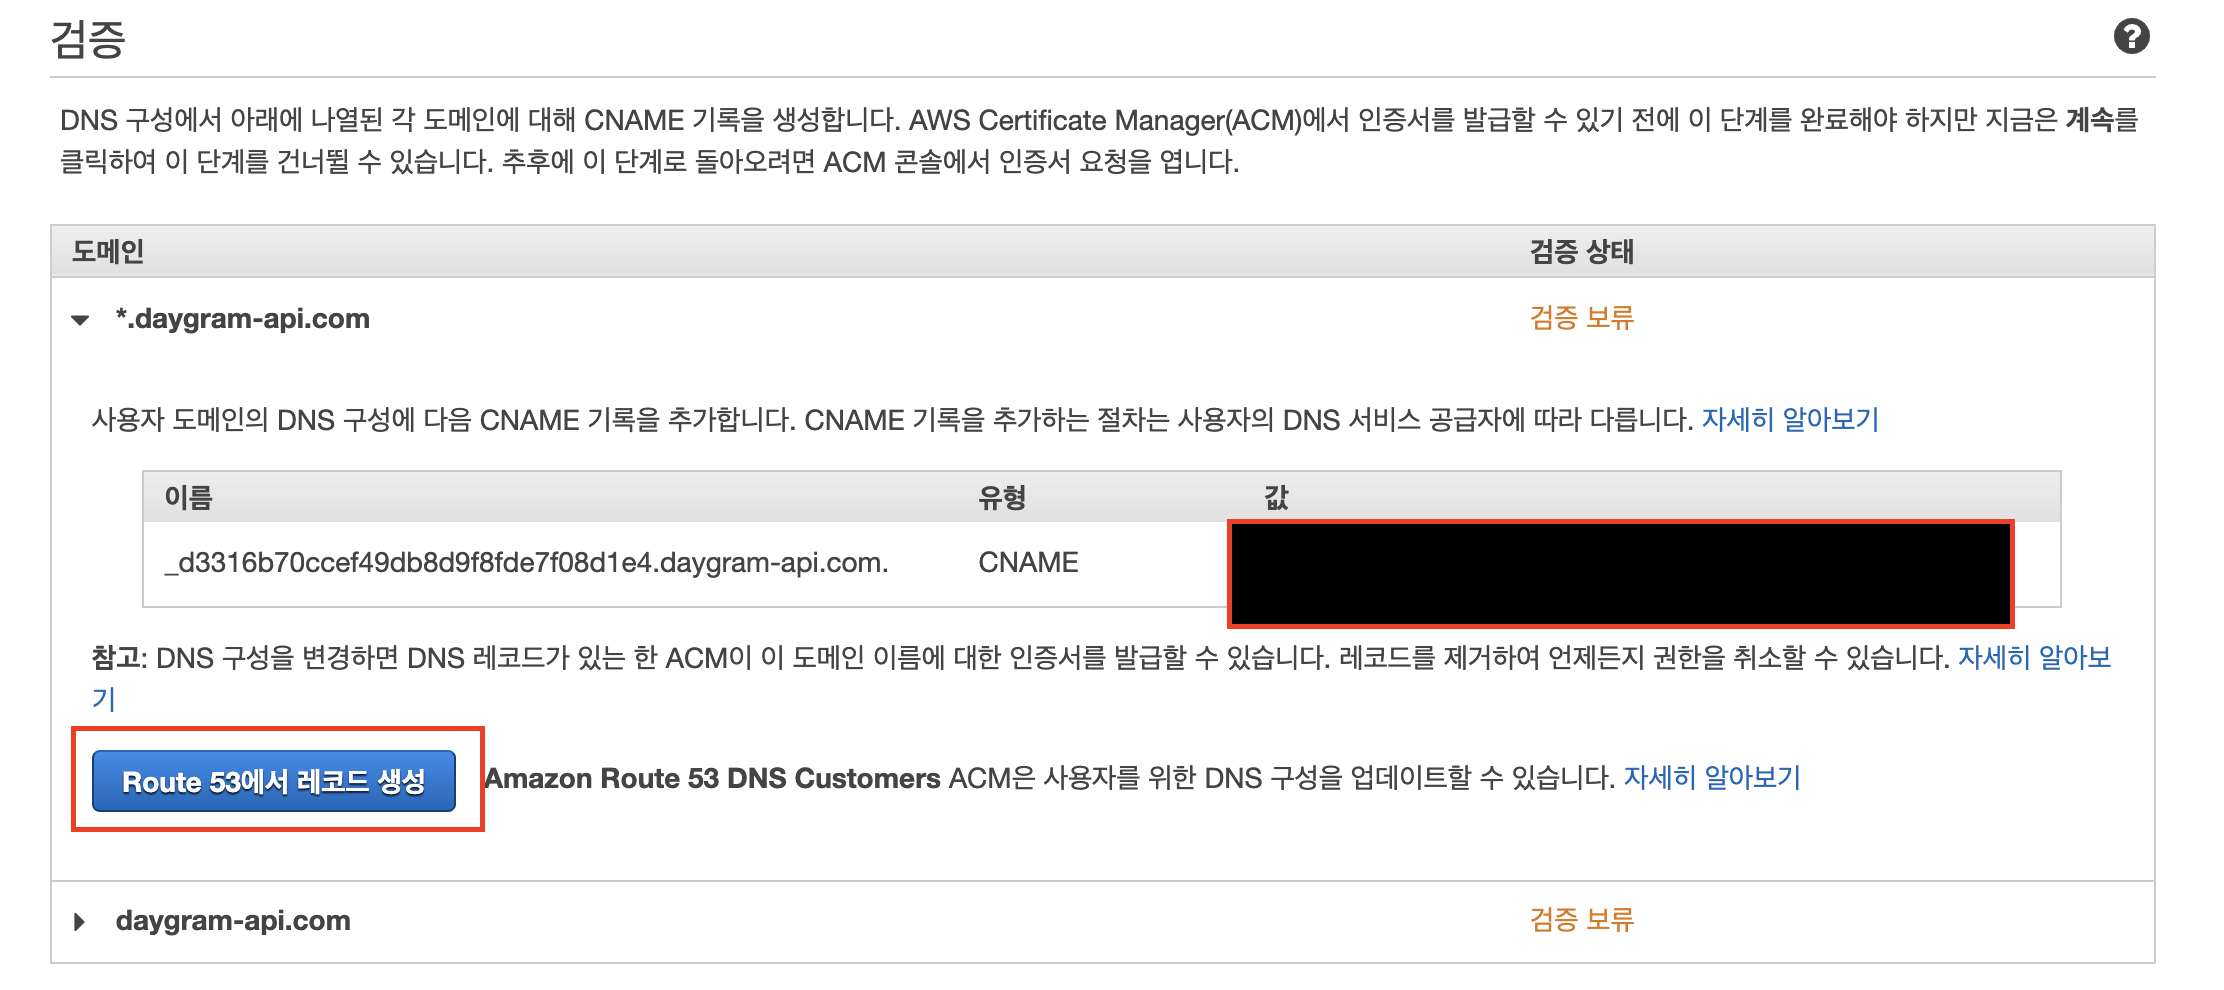 검증
DNS 구성에서 아래에 나열된 각 도메인에 대해 CNAME 기록을 생성합니다. AWS Certificate Manager(ACM)에서 인증서를 발급할 수 있기 전에 이 단계를 완료해야 하지만 지금은 계속를
클릭하여 이 단계를 건너뛸 수 있습니다. 추후에 이 단계로 돌아오려면 ACM 콘솔에서 인증서 요청을 엽니다.
도메인 검증 상태
*.daygram-api.com 검증 보류
사용자 도메인의 DNS 구성에 다음 CNAME 기록을 추가합니다. CNAME 기록을 추가하는 절차는 사용자의 DNS 서비스 공급자에 따라 다릅니다. 자세히 알아보기
이름 유형 값
_d3316b70ccef49db8d9f8fde7f08d1e4.daygram-api.com. CNAME
참고: DNS 구성을 변경하면 DNS 레코드가 있는 한 ACM이 이 도메인 이름에 대한 인증서를 발급할 수 있습니다. 레코드를 제거하여 언제든지 권한을 취소할 수 있습니다. 자세히 알아보
기
Route 53에서 레코드 생성 Amazon Route 53 DNS Customers ACM은 사용자를 위한 DNS 구성을 업데이트할 수 있습니다. 자세히 알아보기
daygram-api.com 검증 보류